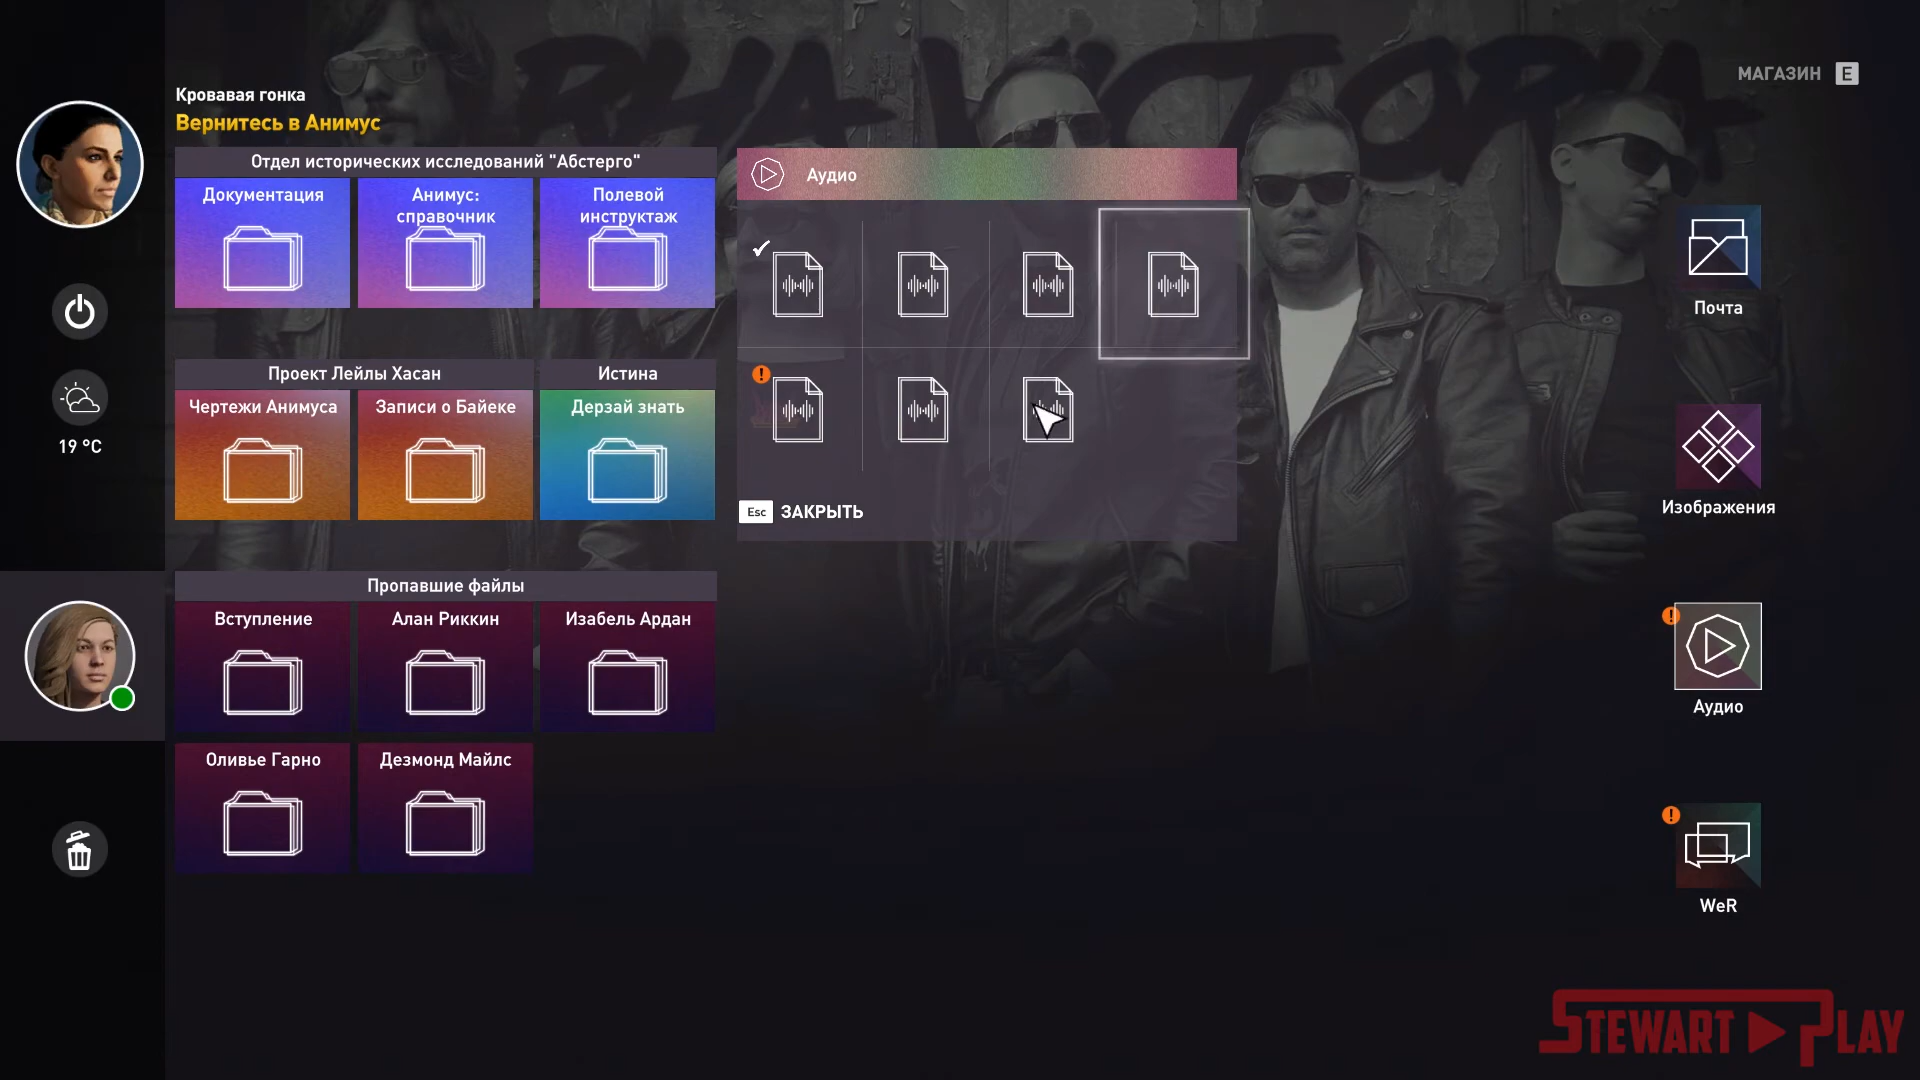 МАГАЗИН E
Кровавая гонка
Вернитесь в Анимус
Отдел исторических исследований "Абстерго"
Документация
Анимус:
справочник
Полевой
инструктаж
Аудио
Почта
Проект Лейлы Хасан
Истина
Чертежи Анимуса
Записи о Байеке
Дерзай знать
19 °C
Esc ЗАКРЫТЬ
Изображения
Пропавшие файлы
Вступление
Алан Риккин
Изабель Ардан
Аудио
Оливье Гарно
Дезмонд Майлс
WeR
STEWART PLAY